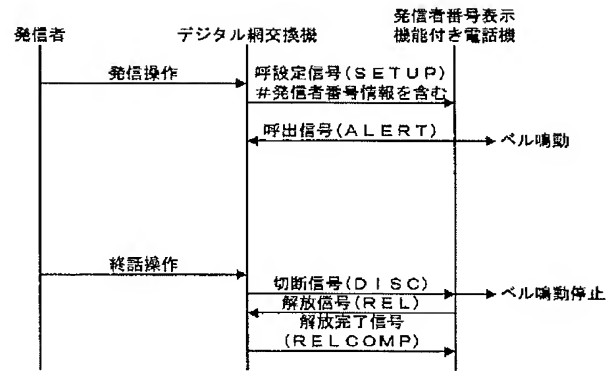 発信者
デジタル網交換機
発信者番号表示
機能付き電話機
発信操作
呼設定信号(SETUP)
#発信者番号情報を含む
呼出信号(ALERT)
ベル鳴動
終話操作
切断信号(DISC)
ベル鳴動停止
解放信号(REL)
解放完了信号
(RELCOMP)